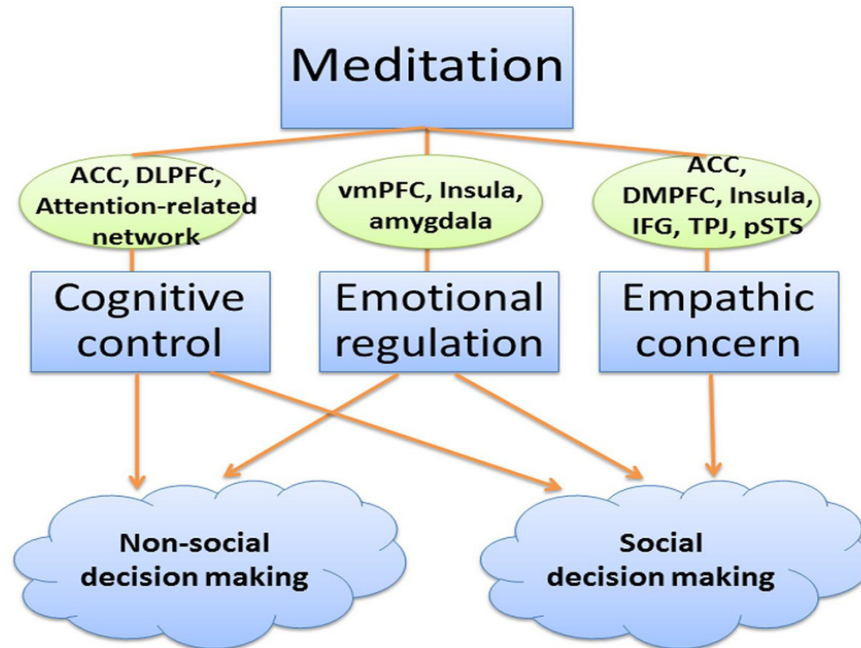 Meditation
ACC, DLPFC,
Attention-related
network
vmPFC, Insula,
amygdala
ACC,
DMPFC, Insula,
IFG, TPJ, pSTS
Cognitive
control
Emotional
regulation
Empathic
concern
Non-social
decision making
Social
decision making